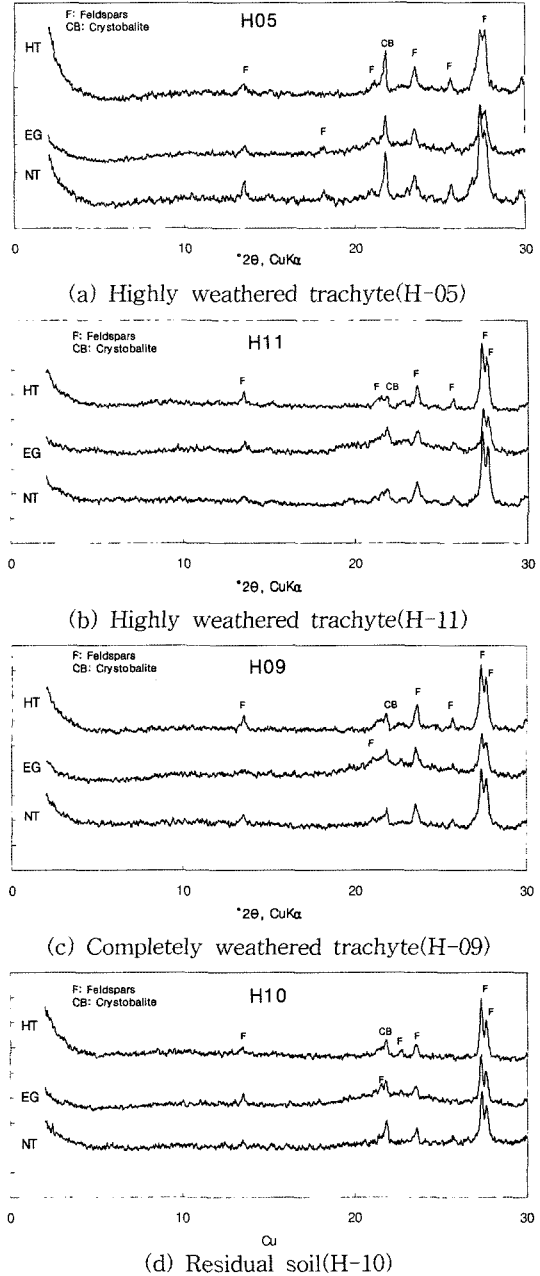 F: Feldspars
CB: Crystobalite
H05
HT
F
F
CB
F
F
F
F
EG
F
NT
0
10
20
30
°2θ, CuKα
(a) Highly weathered trachyte(H-05)
F: Feldspars
CB: Crystobalite
H11
HT
F
F
CB
F
F
F
F
EG
NT
0
10
20
30
°2θ, CuKα
(b) Highly weathered trachyte(H-11)
F: Feldspars
CB: Crystobalite
H09
HT
F
CB
F
F
F
F
EG
F
NT
0
10
20
30
°2θ, CuKα
(c) Completely weathered trachyte(H-09)
F: Feldspars
CB: Crystobalite
H10
HT
F
CB
F
F
F
F
EG
F
NT
0
10
20
30
Cu
(d) Residual soil(H-10)